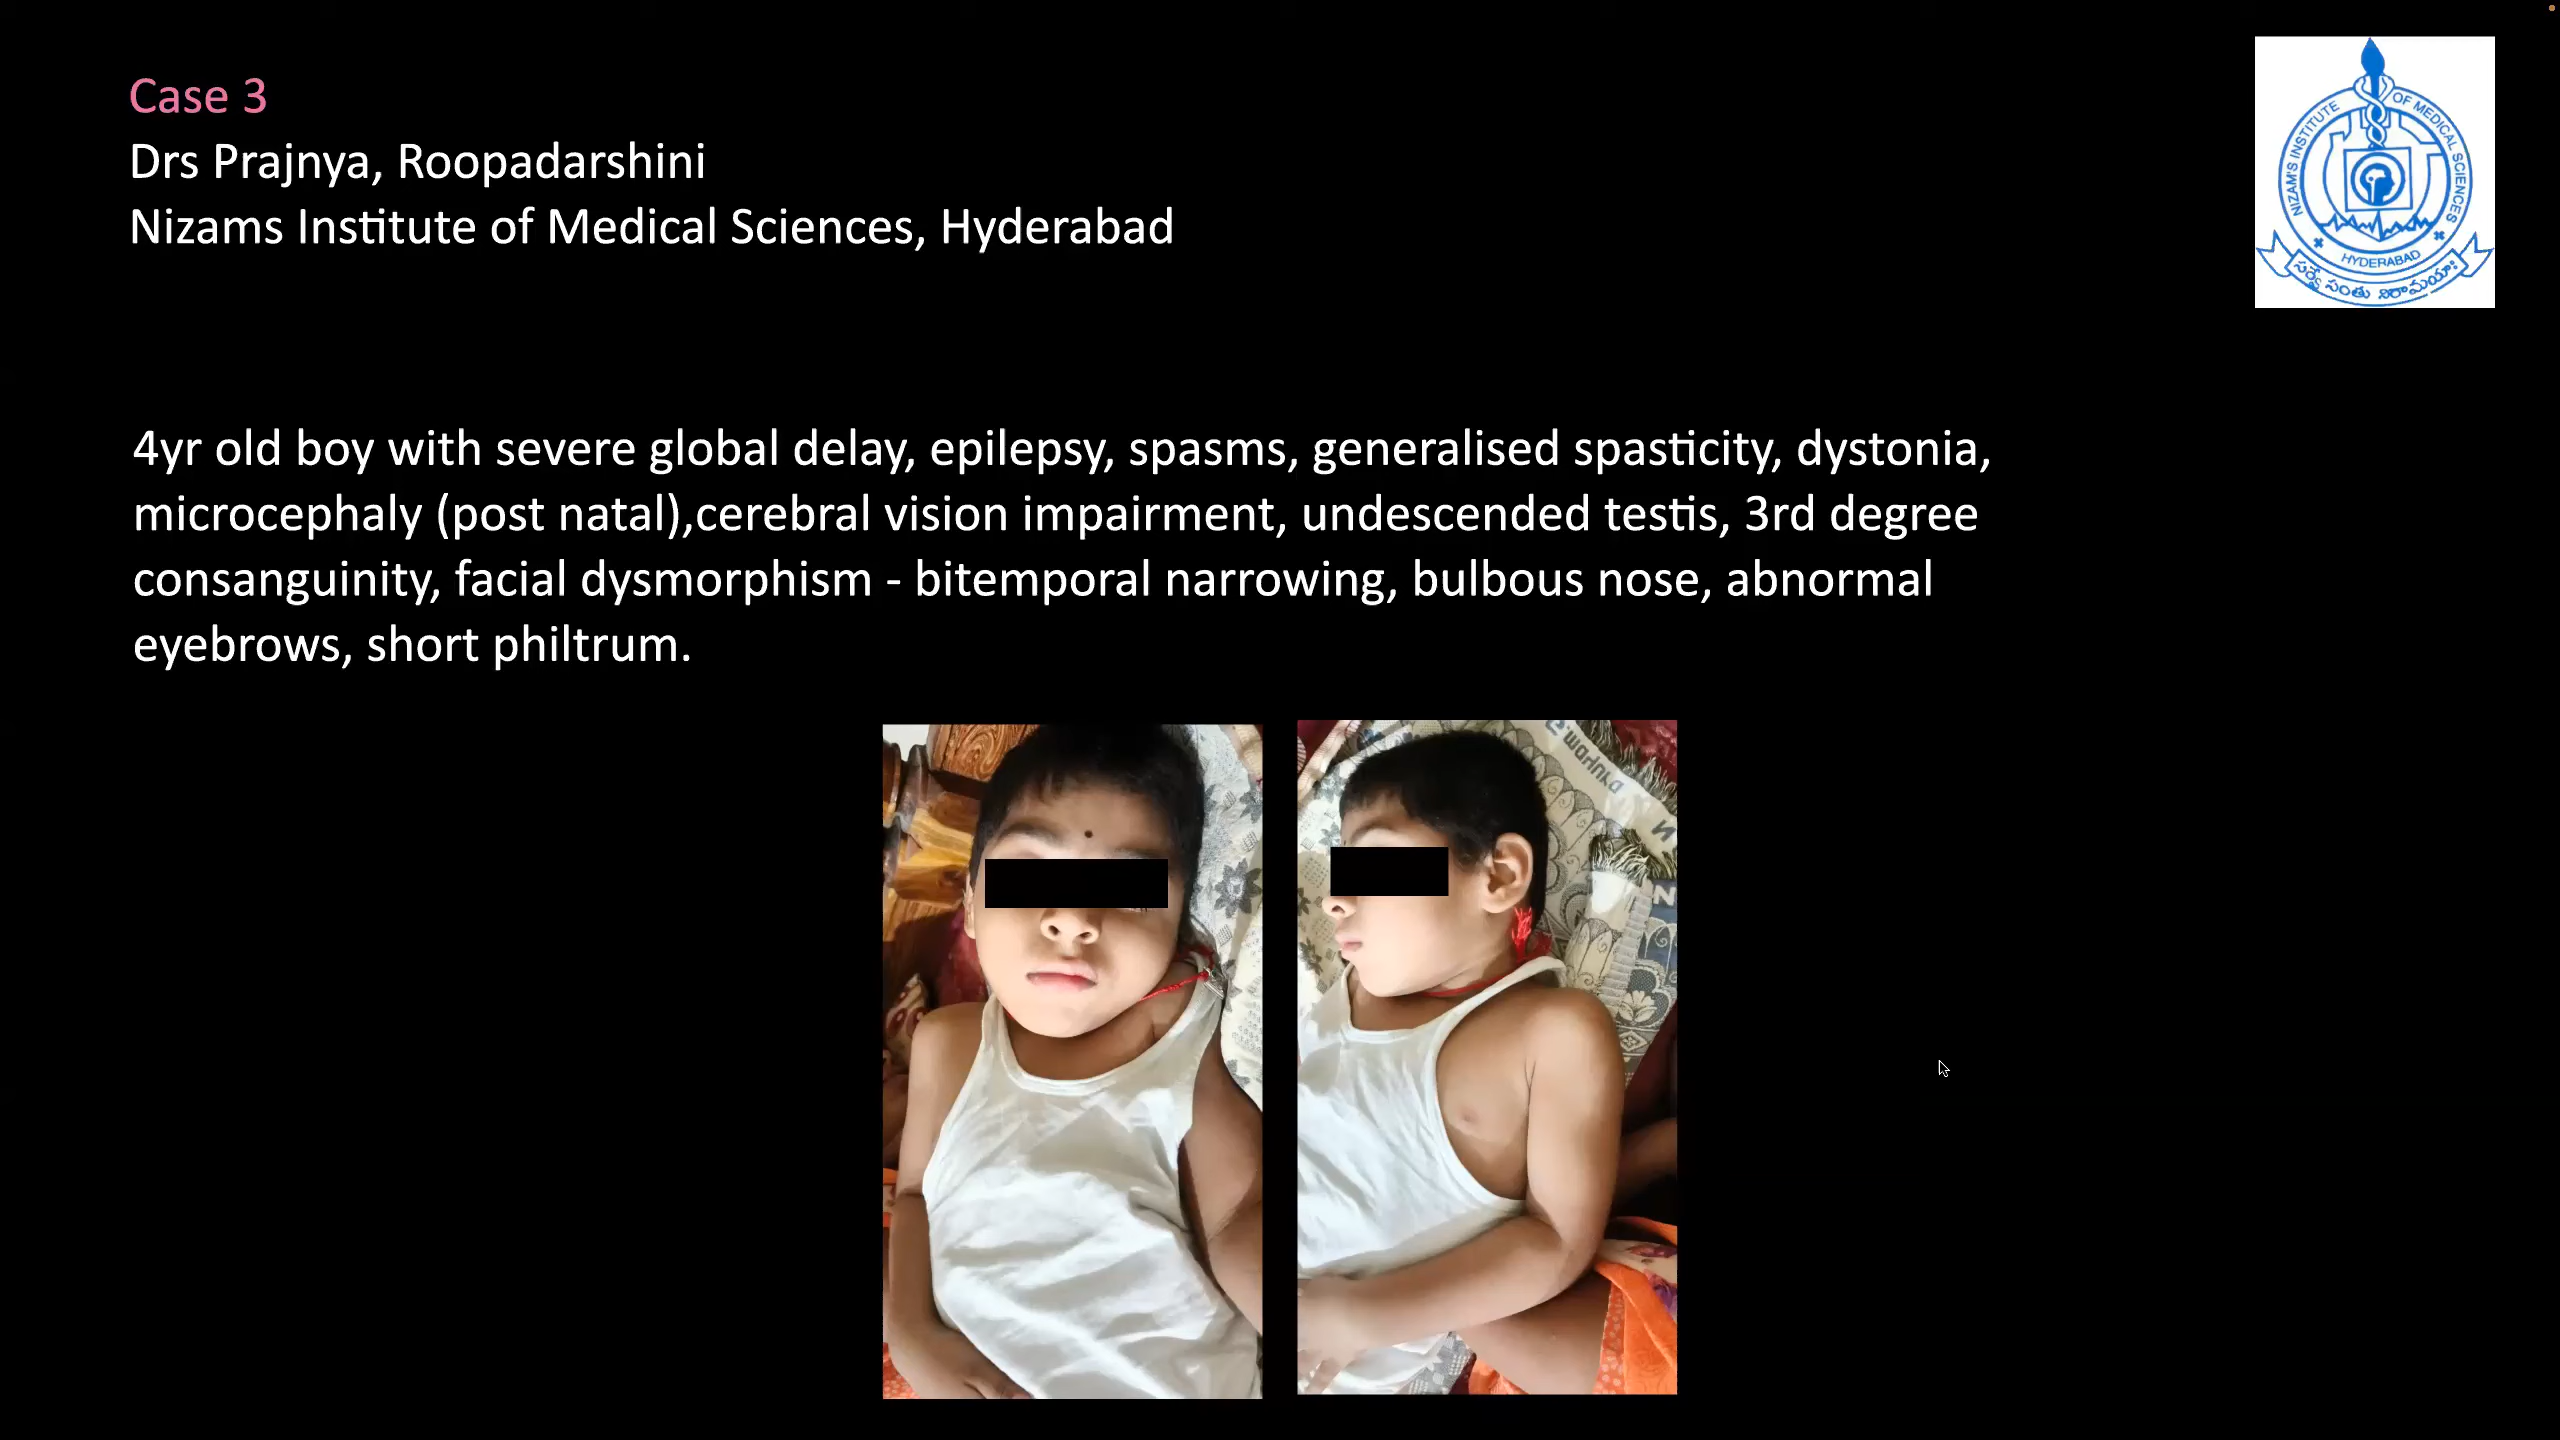 Case 3
Drs Prajnya, Roopadarshini
Nizams Institute of Medical Sciences, Hyderabad
NIZAM'S INSTITUTE OF MEDICAL SCIENCES
HYDERABAD
సర్వే సంతు నిరామయాః
4yr old boy with severe global delay, epilepsy, spasms, generalised spasticity, dystonia,
microcephaly (post natal),cerebral vision impairment, undescended testis, 3rd degree
consanguinity, facial dysmorphism - bitemporal narrowing, bulbous nose, abnormal
eyebrows, short philtrum.